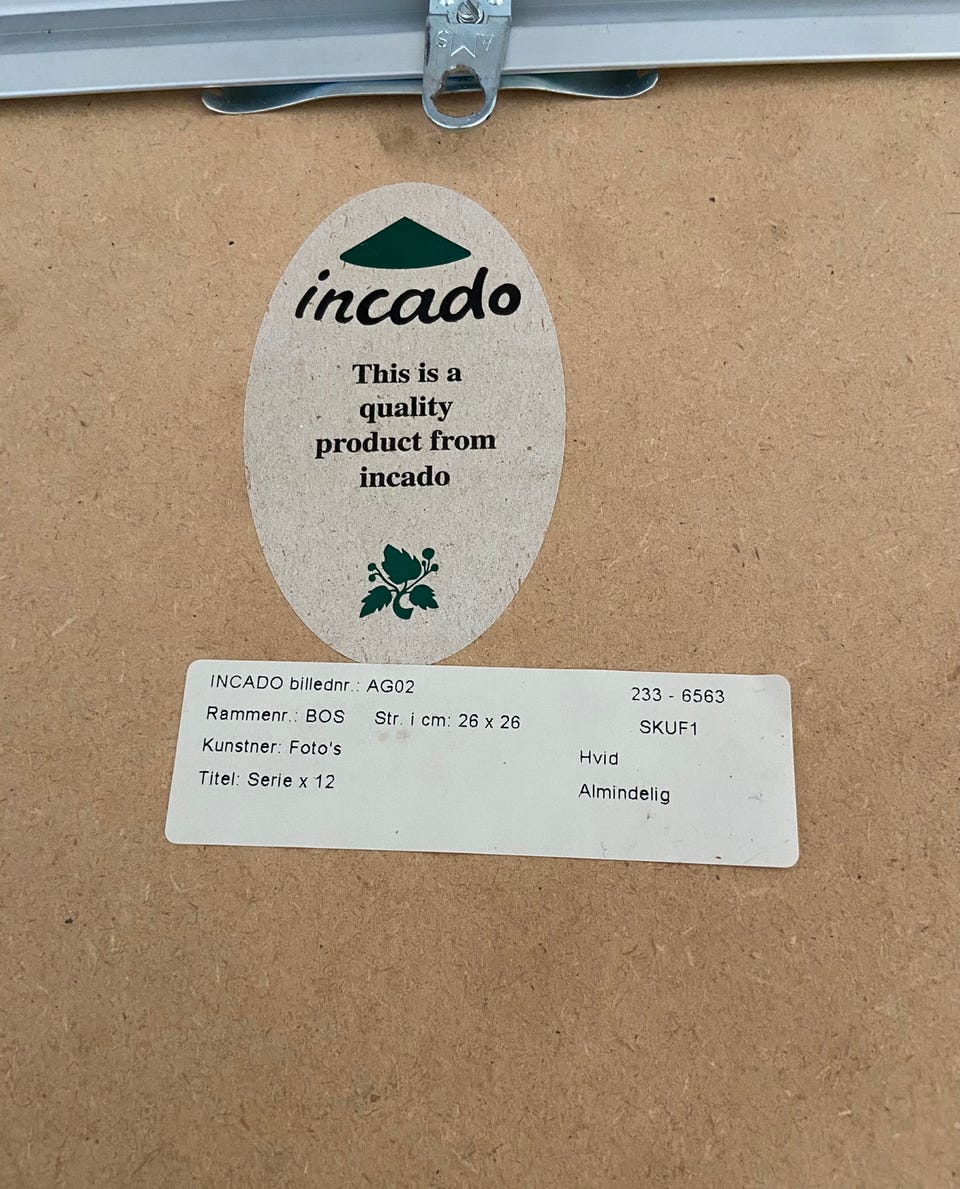 incado
This is a
quality
product from
incado
INCADO billednr.: AG02 233 - 6563
Rammenr.: BOS Str. i cm: 26 x 26 SKUF1
Kunstner: Foto's Hvid
Titel: Serie x 12 Almindelig